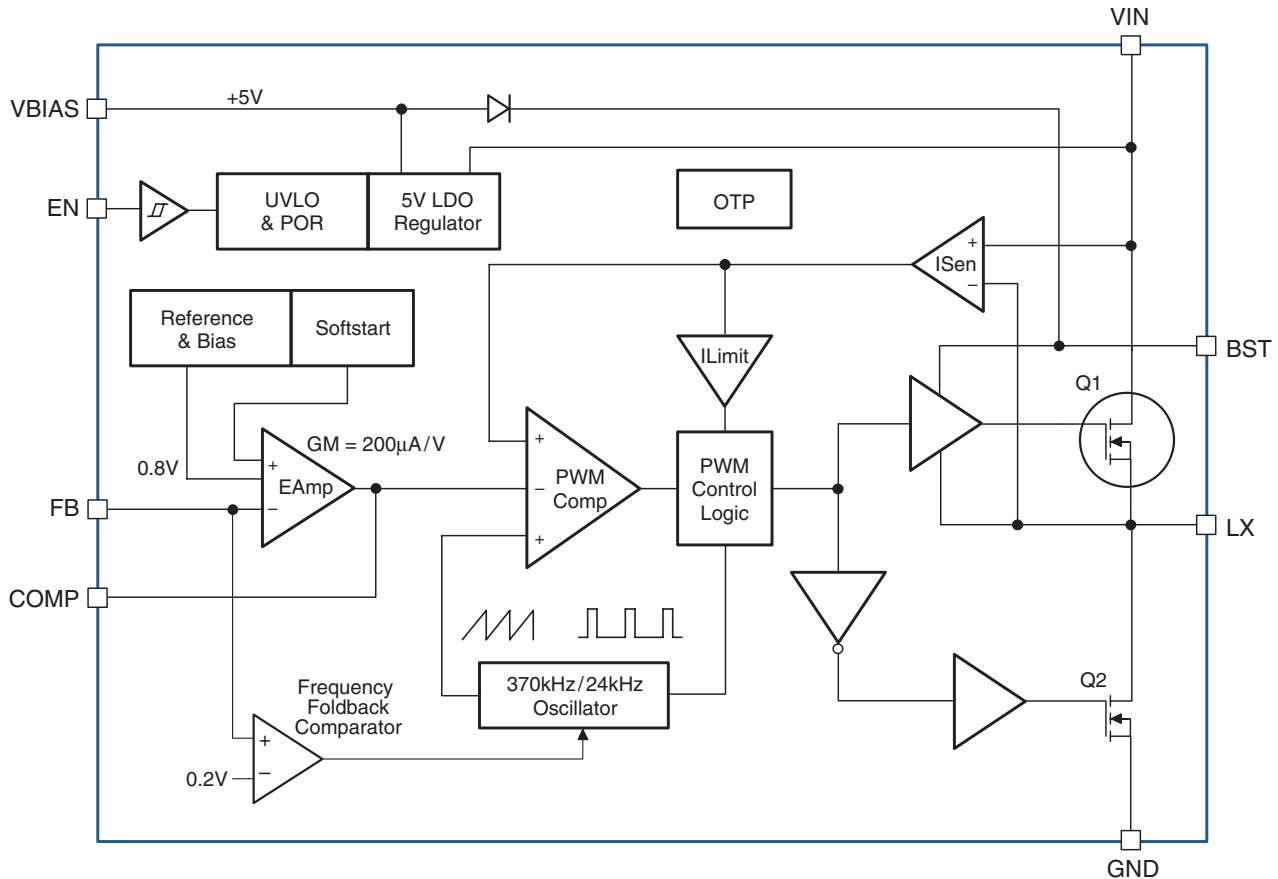 VIN
VBIAS
+5V
EN
UVLO
& POR
5V LDO
Regulator
OTP
+
ISen
−
Reference
& Bias
Softstart
ILimit
BST
Q1
GM = 200μA/V
0.8V
+
EAmp
−
+
PWM
Comp
−
+
PWM
Control
Logic
FB
LX
COMP
370kHz/24kHz
Oscillator
Frequency
Foldback
Comparator
Q2
+
−
0.2V
GND